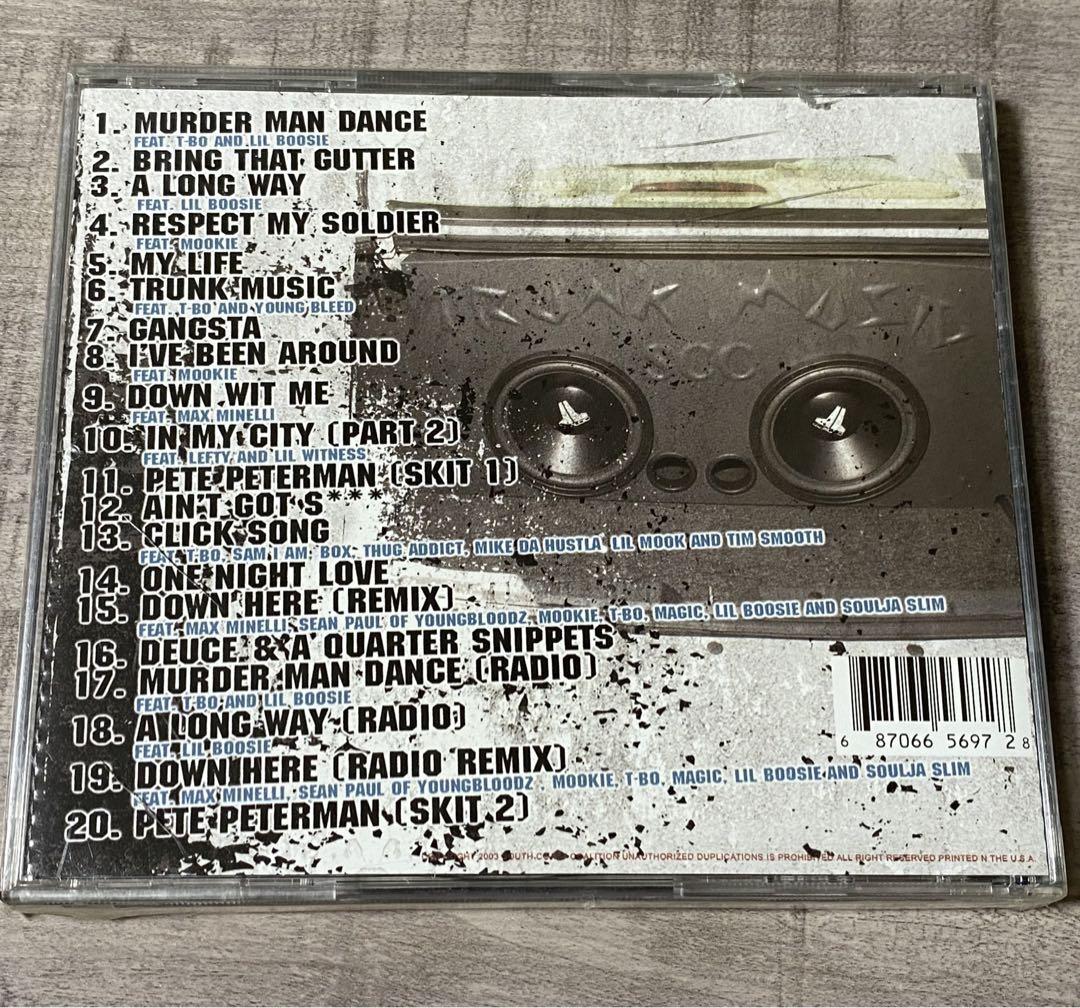 1. MURDER MAN DANCE
FEAT. T-BO AND LIL BOOSIE
2. BRING THAT GUTTER
3. A LONG WAY
FEAT. LIL BOOSIE
4. RESPECT MY SOLDIER
FEAT. MOOKIE
5. MY LIFE
6. TRUNK MUSIC
FEAT. T-BO AND YOUNG BLEED
7. GANGSTA
8. I'VE BEEN AROUND
FEAT. MOOKIE
9. DOWN WIT ME
FEAT. MAX MINELLI
10. IN MY CITY (PART 2)
FEAT. LEFTY AND LIL WITNESS
11. PETE PETERMAN (SKIT 1)
12. AIN'T GOT S***
13. CLICK SONG
FEAT. T-BO, SAM I AM, BOX, THUG ADDICT, MIKE DA HUSTLA, LIL MOOK AND TIM SMOOTH
14. ONE NIGHT LOVE
15. DOWN HERE (REMIX)
FEAT. MAX MINELLI, SEAN PAUL OF YOUNGBLOODZ, MOOKIE, T-BO, MAGIC, LIL BOOSIE AND SOULJA SLIM
16. DEUCE & A QUARTER SNIPPETS
17. MURDER MAN DANCE (RADIO)
FEAT. T-BO AND LIL BOOSIE
18. A LONG WAY (RADIO)
FEAT. LIL BOOSIE
19. DOWN HERE (RADIO REMIX)
FEAT. MAX MINELLI, SEAN PAUL OF YOUNGBLOODZ , MOOKIE, T-BO, MAGIC, LIL BOOSIE AND SOULJA SLIM
20. PETE PETERMAN (SKIT 2)
TRUNK MUSIC
6 87066 5697 2 8
COPYRIGHT 2003 SOUTH COAST COALITION UNAUTHORIZED DUPLICATIONS IS PROHIBITED ALL RIGHT RESERVED PRINTED N THE U.S.A.